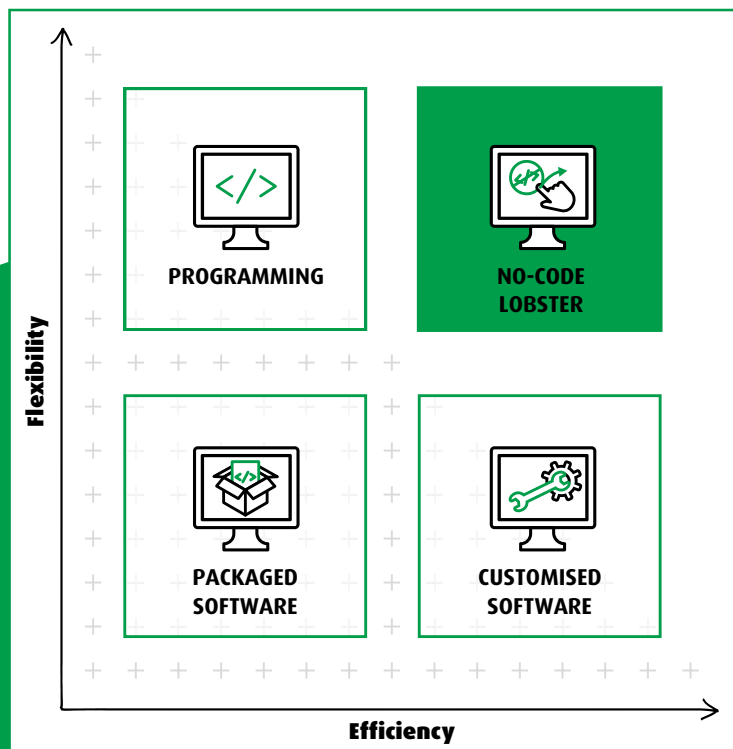 </>
PROGRAMMING
</>
NO-CODE
LOBSTER
Flexibility
</>
PACKAGED
SOFTWARE
CUSTOMISED
SOFTWARE
Efficiency